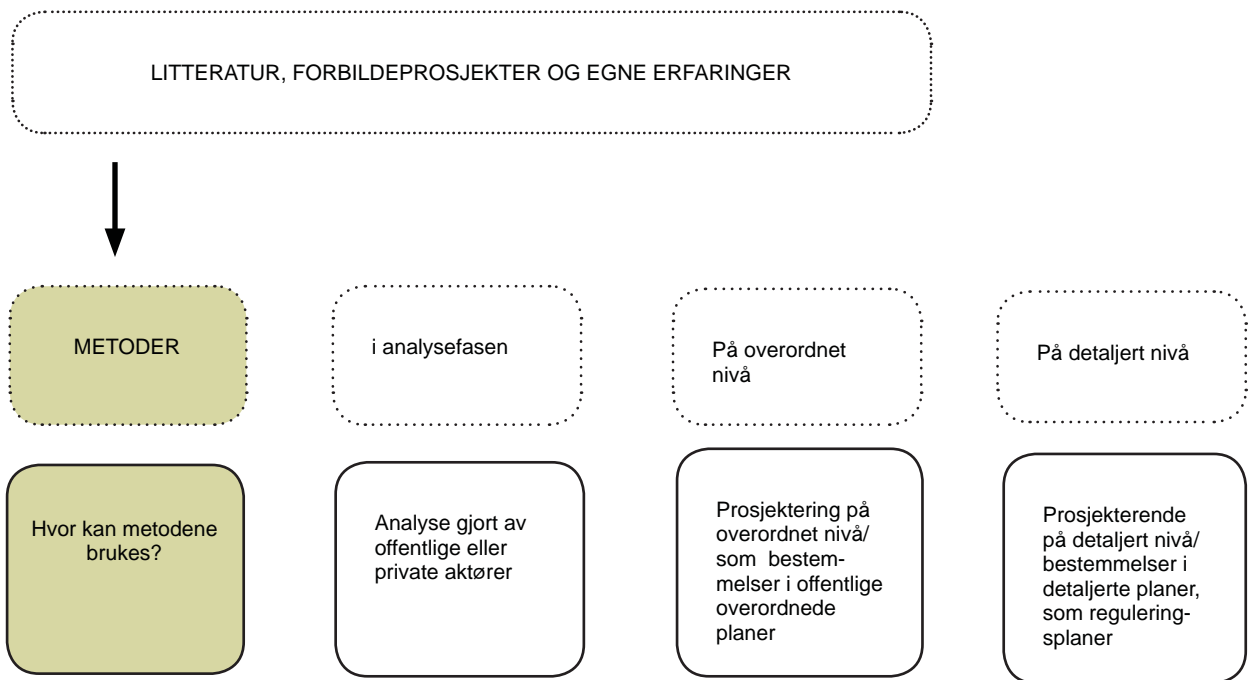 LITTERATUR, FORBILDEPROSJEKTER OG EGNE ERFARINGER
METODER
i analysefasen
På overordnet
nivå
På detaljert nivå
Hvor kan metodene
brukes?
Analyse gjort av
offentlige eller
private aktører
Prosjektering på
overordnet nivå/
som bestem-
melser i offentlige
overordnede
planer
Prosjekterende
på detaljert nivå/
bestemmelser i
detaljerte planer,
som regulering-
splaner